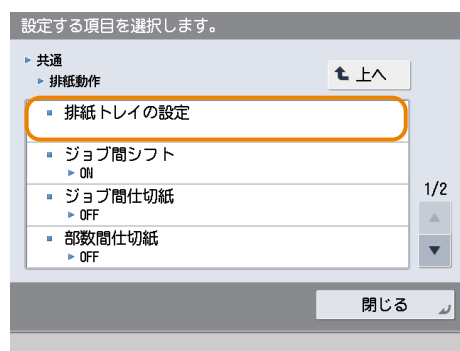 設定する項目を選択します。
共通
排紙動作
上へ
排紙トレイの設定
ジョブ間シフト
ON
ジョブ間仕切紙
OFF
部数間仕切紙
OFF
1/2
閉じる